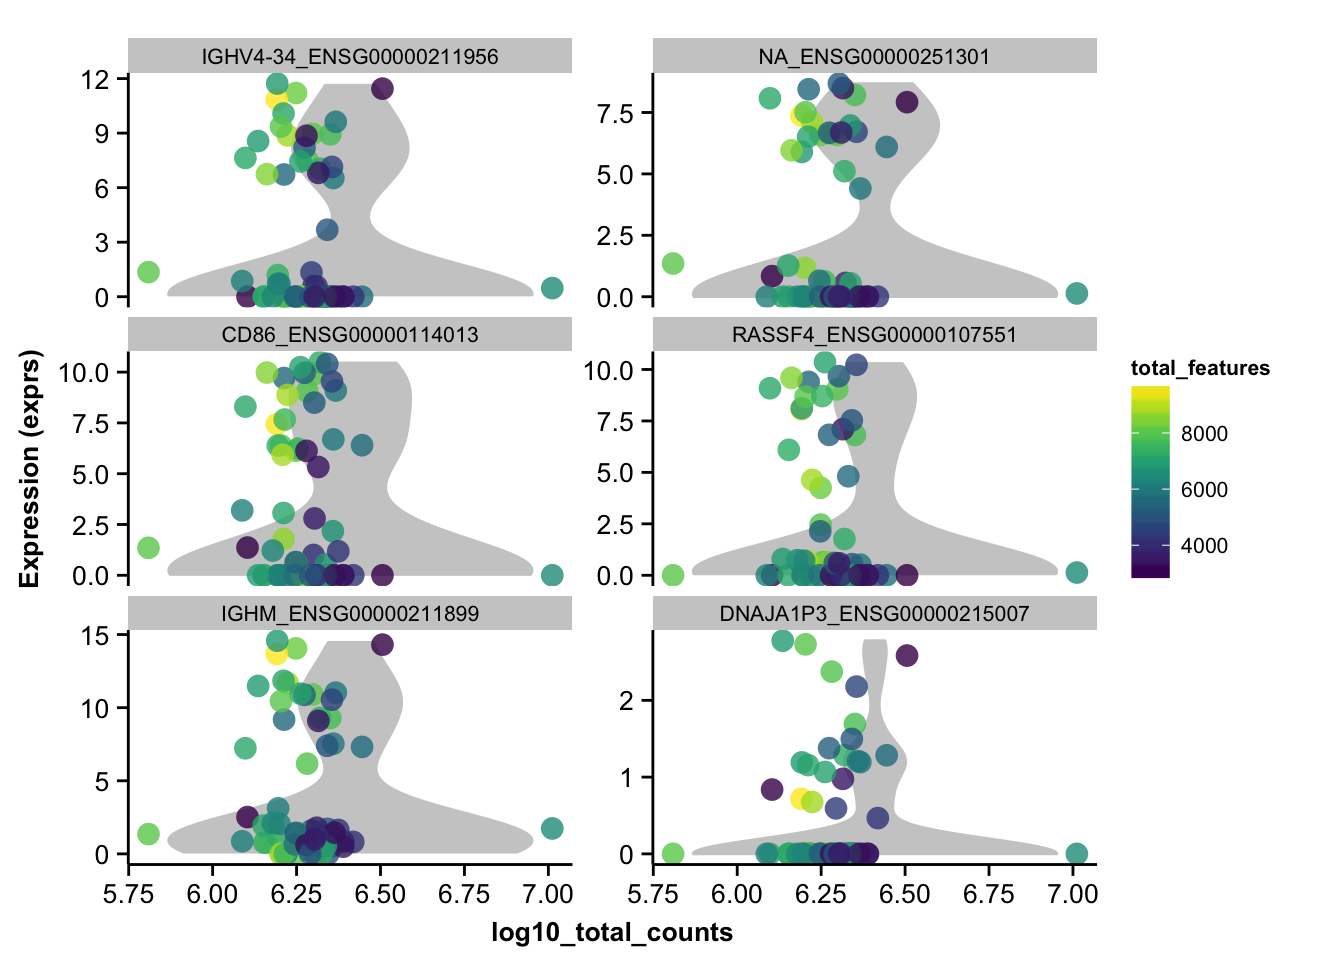 IGHV4-34_ENSG00000211956
NA_ENSG00000251301
12
9
6
3
0
7.5
5.0
2.5
0.0
CD86_ENSG00000114013
RASSF4_ENSG00000107551
10.0
7.5
5.0
2.5
0.0
10.0
7.5
5.0
2.5
0.0
IGHM_ENSG00000211899
DNAJA1P3_ENSG00000215007
15
10
5
0
2
1
0
5.75 6.00 6.25 6.50 6.75 7.00
5.75 6.00 6.25 6.50 6.75 7.00
log10_total_counts
Expression (exprs)
total_features
8000
6000
4000